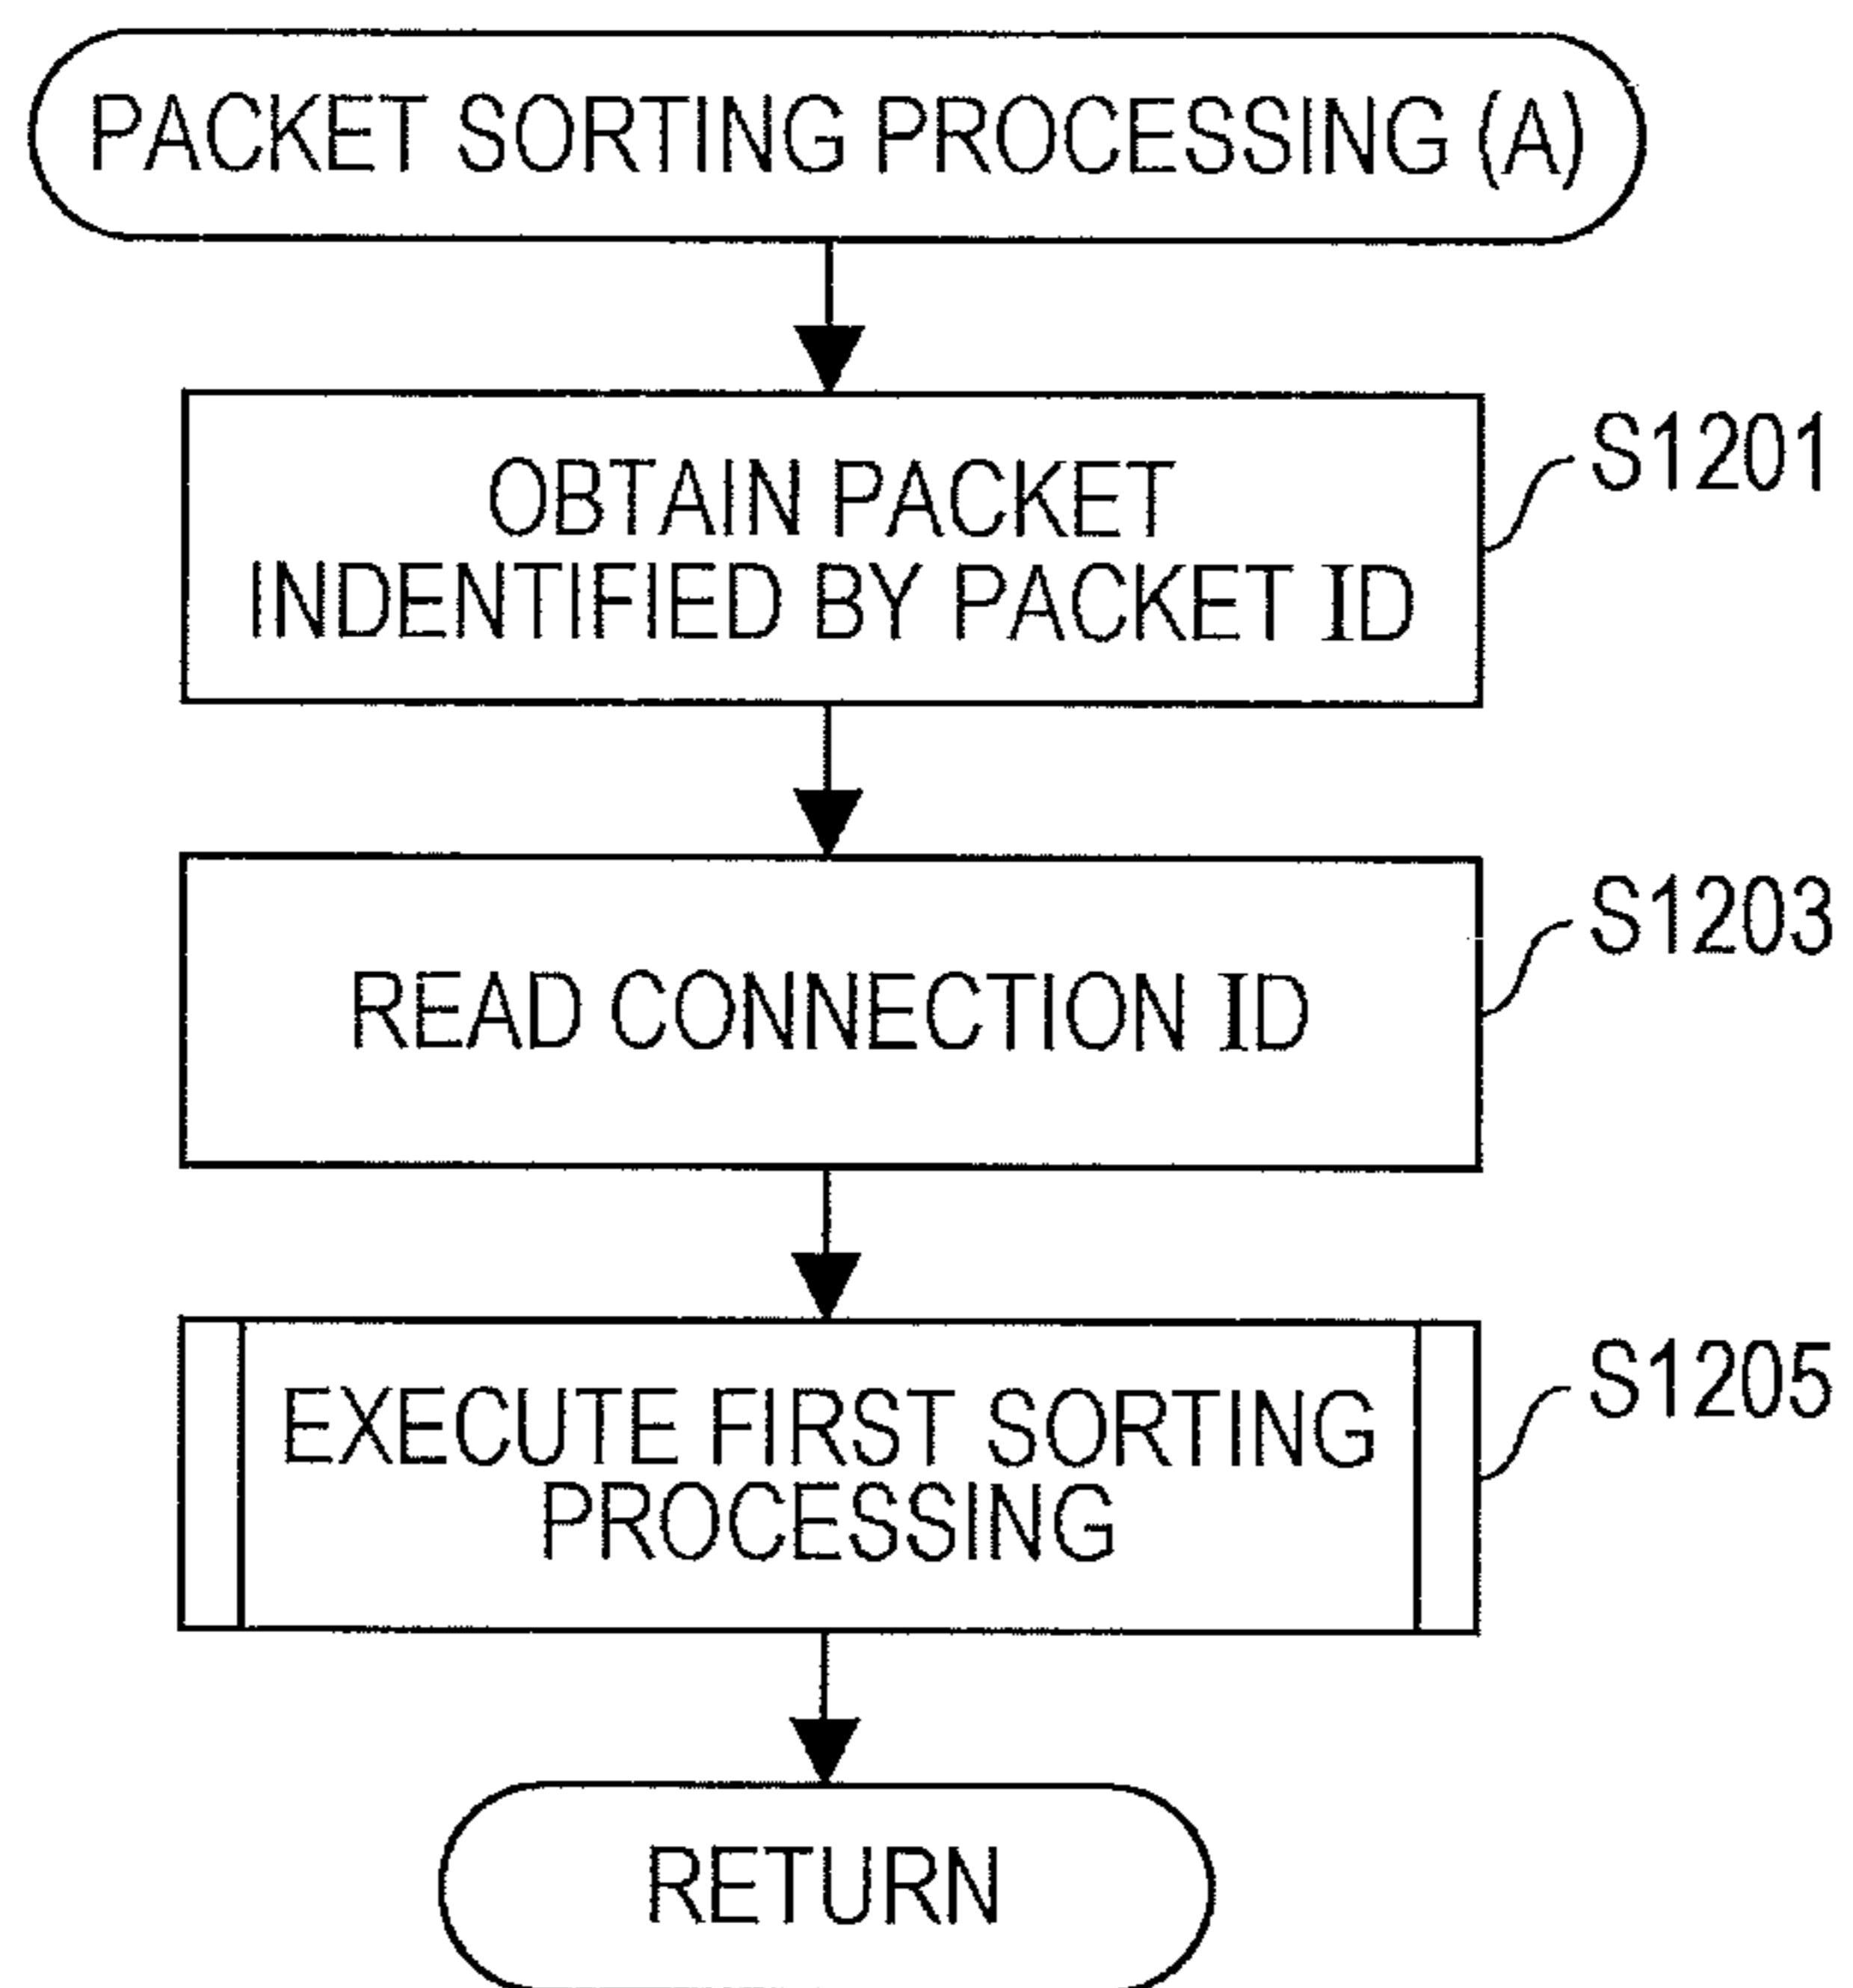 PACKET SORTING PROCESSING (A)
OBTAIN PACKET
INDENTIFIED BY PACKET ID
S1201
READ CONNECTION ID
S1203
EXECUTE FIRST SORTING
PROCESSING
S1205
RETURN